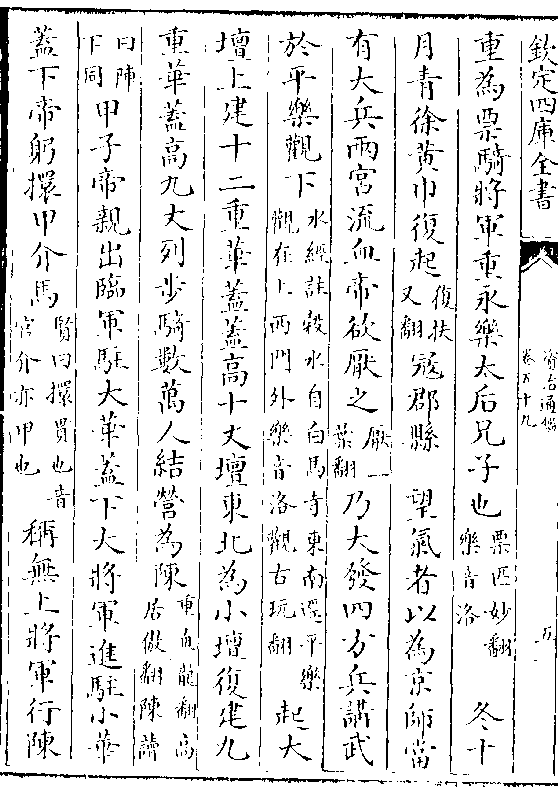 欽定四庫全書
資治通鑑
卷五十九
五
重為票騎將軍重永樂太后兄子也票匹妙翻樂音洛冬十
月青徐黃巾復起復扶又翻寇郡縣 望氣者以為京師當
有大兵兩宮流血帝欲厭之厭一葉翻乃大發四方兵講武
於平樂觀下水經註穀水自白馬寺東南逕平樂觀在上西門外樂音洛觀古玩翻起大
壇上建十二重華蓋蓋高十丈壇東北為小壇復建九
重華蓋高九丈列步騎數萬人結營為陳重直龍翻高居傲翻陳讀
曰陣下同甲子帝親出臨軍駐大華蓋下大將軍進駐小華
蓋下帝躬擐甲介馬賢曰擐貫也音宦介亦甲也稱無上將軍行陳